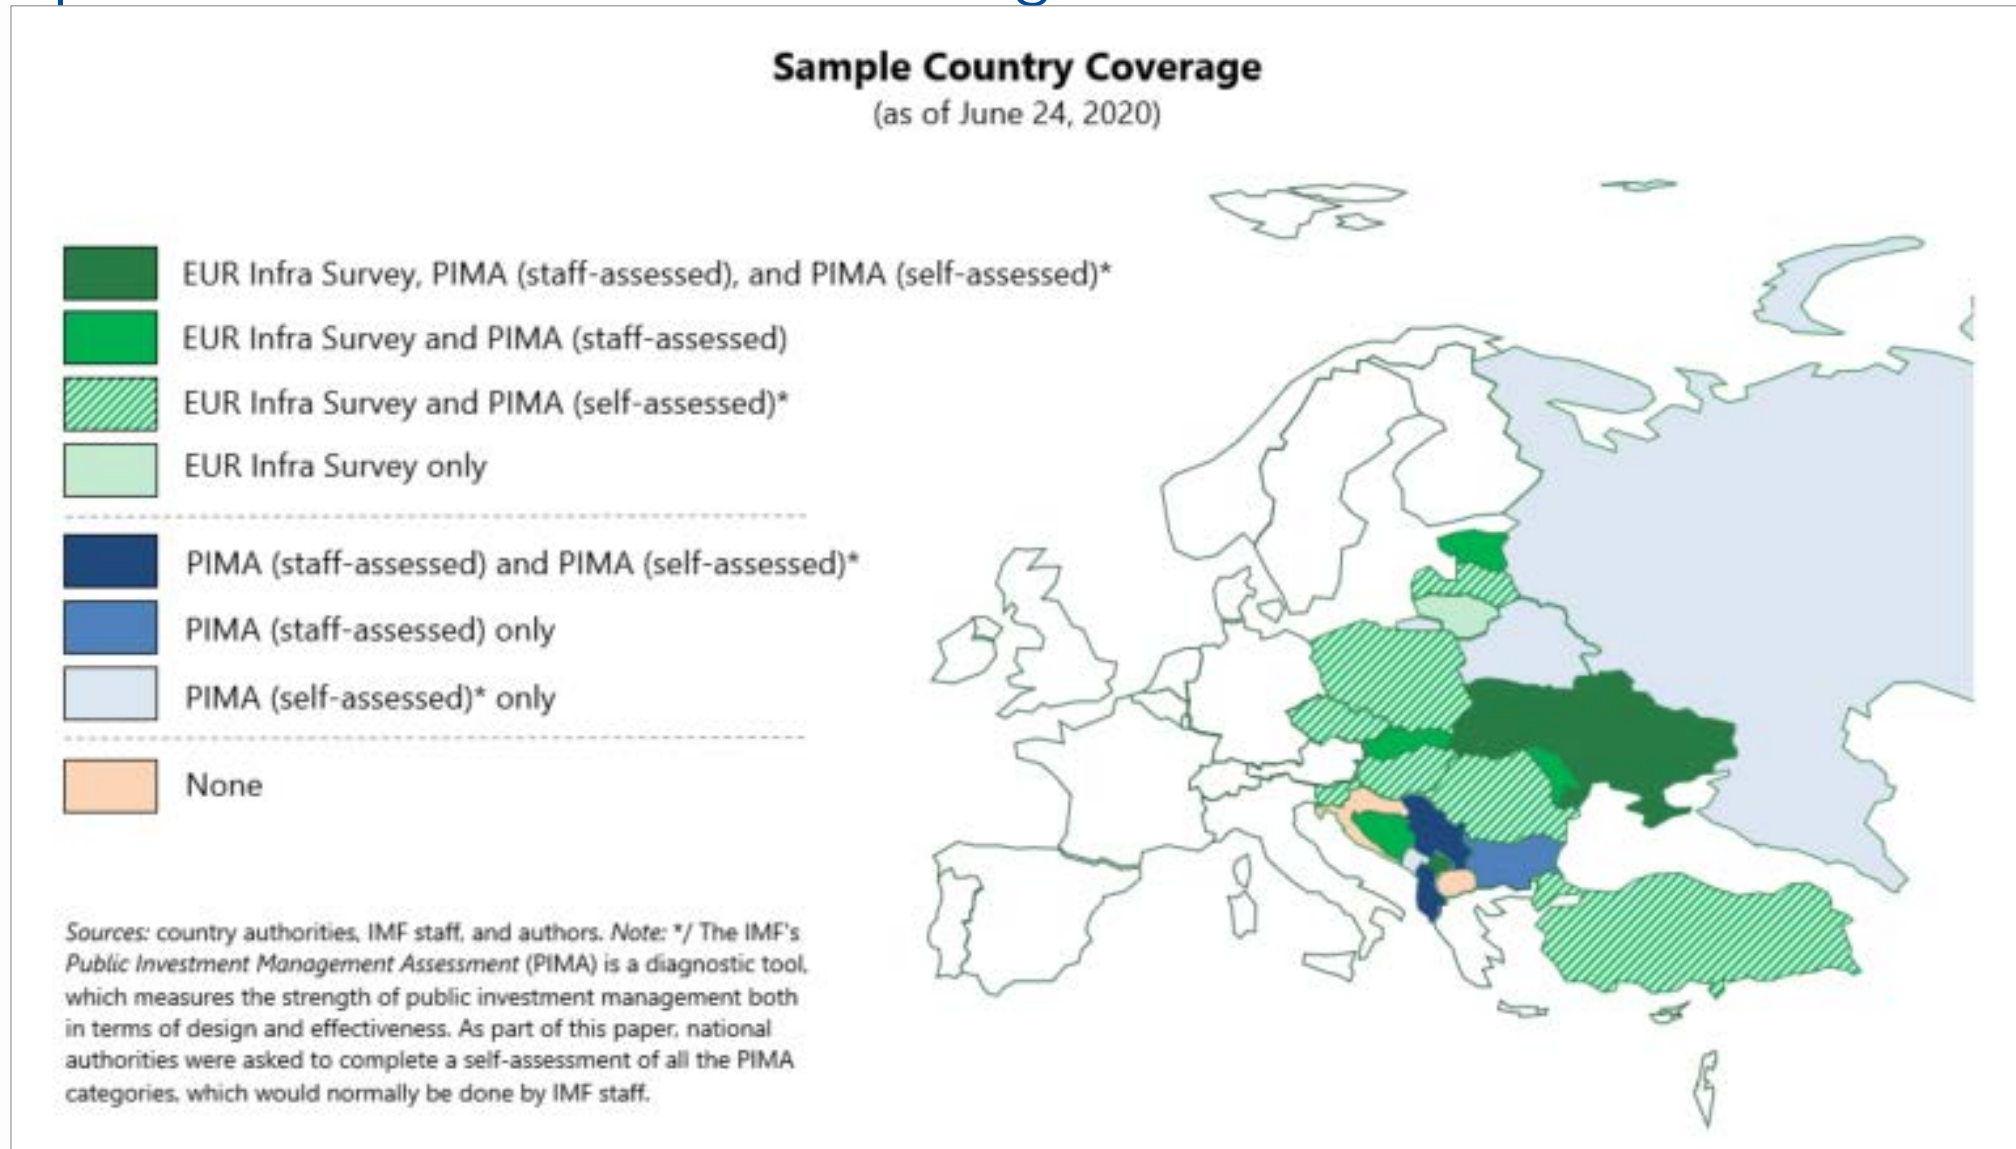 Sample Country Coverage
(as of June 24, 2020)
EUR Infra Survey, PIMA (staff-assessed), and PIMA (self-assessed)*
EUR Infra Survey and PIMA (staff-assessed)
EUR Infra Survey and PIMA (self-assessed)*
EUR Infra Survey only
PIMA (staff-assessed) and PIMA (self-assessed)*
PIMA (staff-assessed) only
PIMA (self-assessed)* only
None
Sources: country authorities, IMF staff, and authors. Note: */ The IMF's
Public Investment Management Assessment (PIMA) is a diagnostic tool,
which measures the strength of public investment management both
in terms of design and effectiveness. As part of this paper, national
authorities were asked to complete a self-assessment of all the PIMA
categories, which would normally be done by IMF staff.